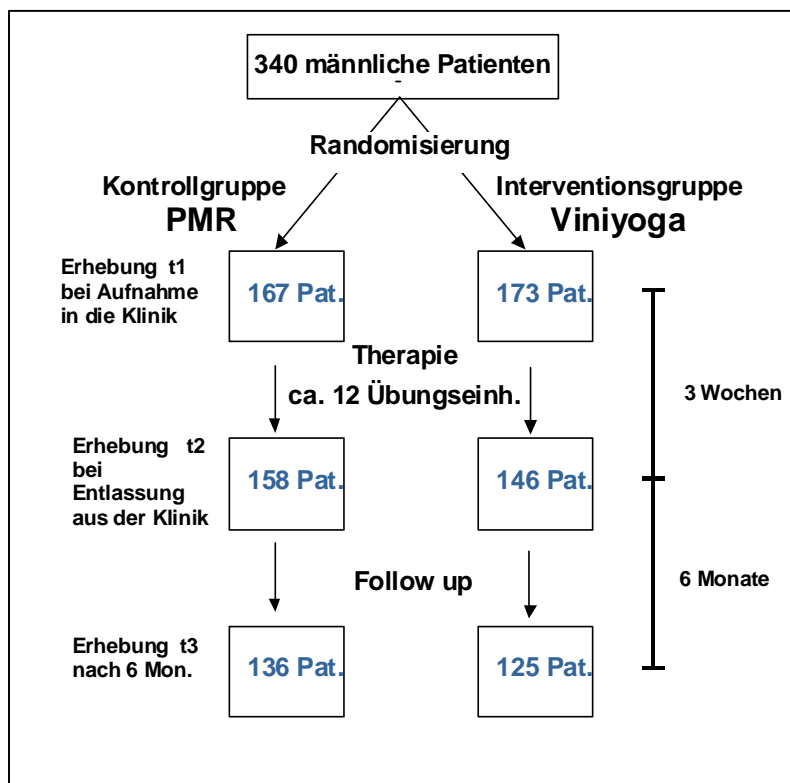 340 männliche Patienten
-
Randomisierung
Kontrollgruppe
PMR
Interventionsgruppe
Viniyoga
Erhebung t1
bei Aufnahme
in die Klinik
167 Pat.
173 Pat.
Therapie
ca. 12 Übungseinh.
3 Wochen
Erhebung t2
bei
Entlassung
aus der Klinik
158 Pat.
146 Pat.
Follow up
6 Monate
Erhebung t3
nach 6 Mon.
136 Pat.
125 Pat.